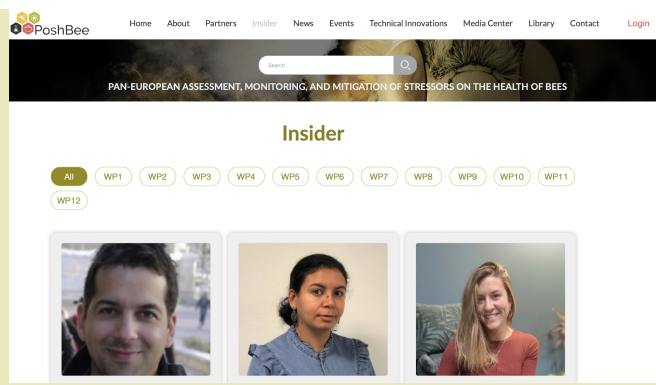 PoshBee
Home About Partners Insider News Events Technical Innovations Media Center Library Contact Login
Search
PAN-EUROPEAN ASSESSMENT, MONITORING, AND MITIGATION OF STRESSORS ON THE HEALTH OF BEES
Insider
All WP1 WP2 WP3 WP4 WP5 WP6 WP7 WP8 WP9 WP10 WP11
WP12